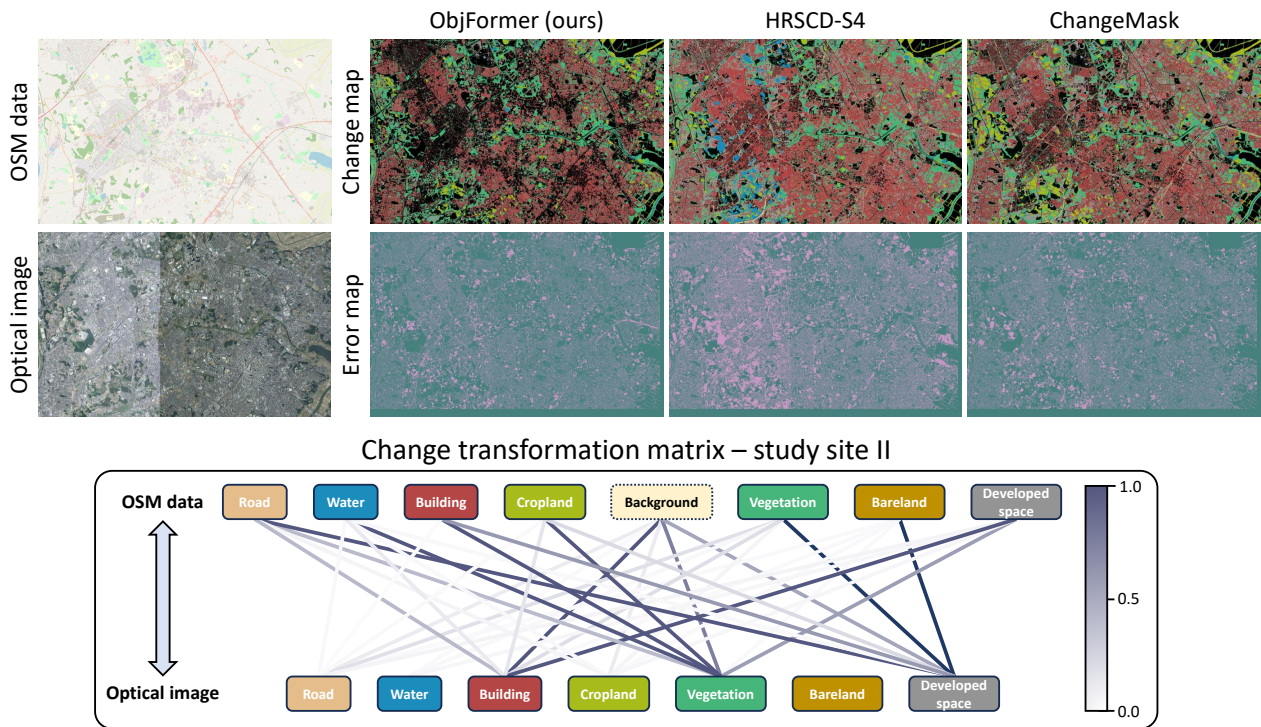 ObjFormer (ours)
HRSCD-S4
ChangeMask
OSM data
Change map
Optical image
Error map
Change transformation matrix – study site II
OSM data
Road
Water
Building
Cropland
Background
Vegetation
Bareland
Developed
space
1.0
0.5
0.0
Optical image
Road
Water
Building
Cropland
Vegetation
Bareland
Developed
space